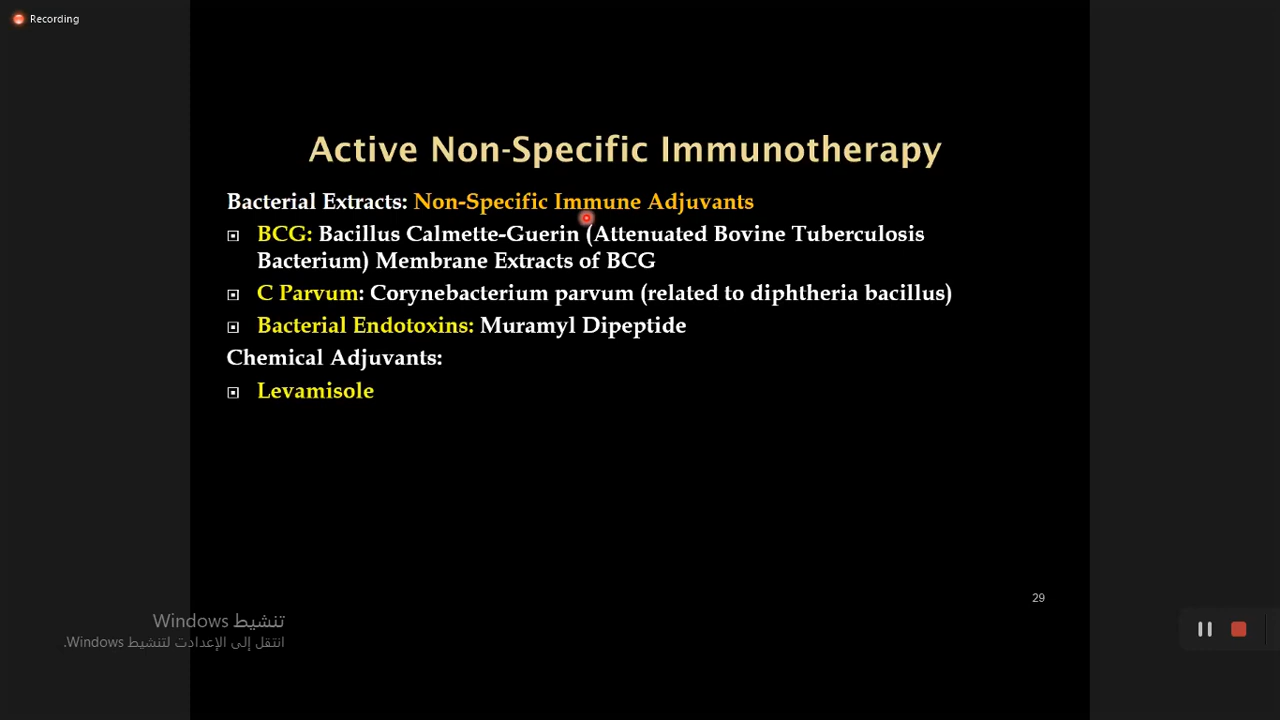 Recording
Active Non-Specific Immunotherapy
Bacterial Extracts: Non-Specific Immune Adjuvants
BCG: Bacillus Calmette-Guerin (Attenuated Bovine Tuberculosis
Bacterium) Membrane Extracts of BCG
C Parvum: Corynebacterium parvum (related to diphtheria bacillus)
Bacterial Endotoxins: Muramyl Dipeptide
Chemical Adjuvants:
Levamisole
29
تنشيط Windows
انتقل إلى الإعدادت لتنشيط Windows.